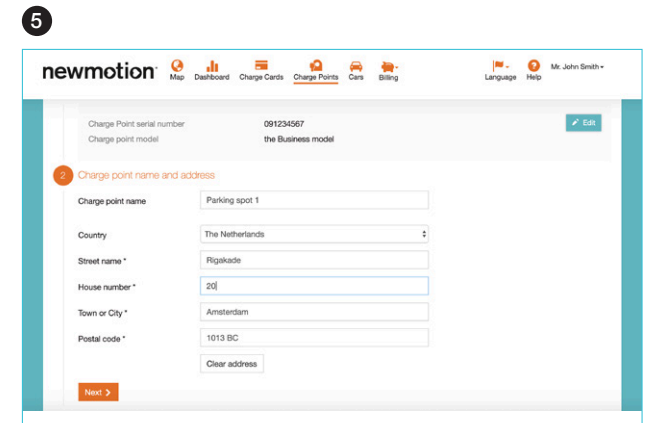 5
newmotion
Map Dashboard Charge Cards Charge Points Cars Billing Language Help Mr. John Smith
Charge Point serial number 091234567 Edit
Charge point model the Business model
2 Charge point name and address
Charge point name Parking spot 1
Country The Netherlands
Street name * Rigakade
House number * 20
Town or City * Amsterdam
Postal code * 1013 BC
Clear address
Next